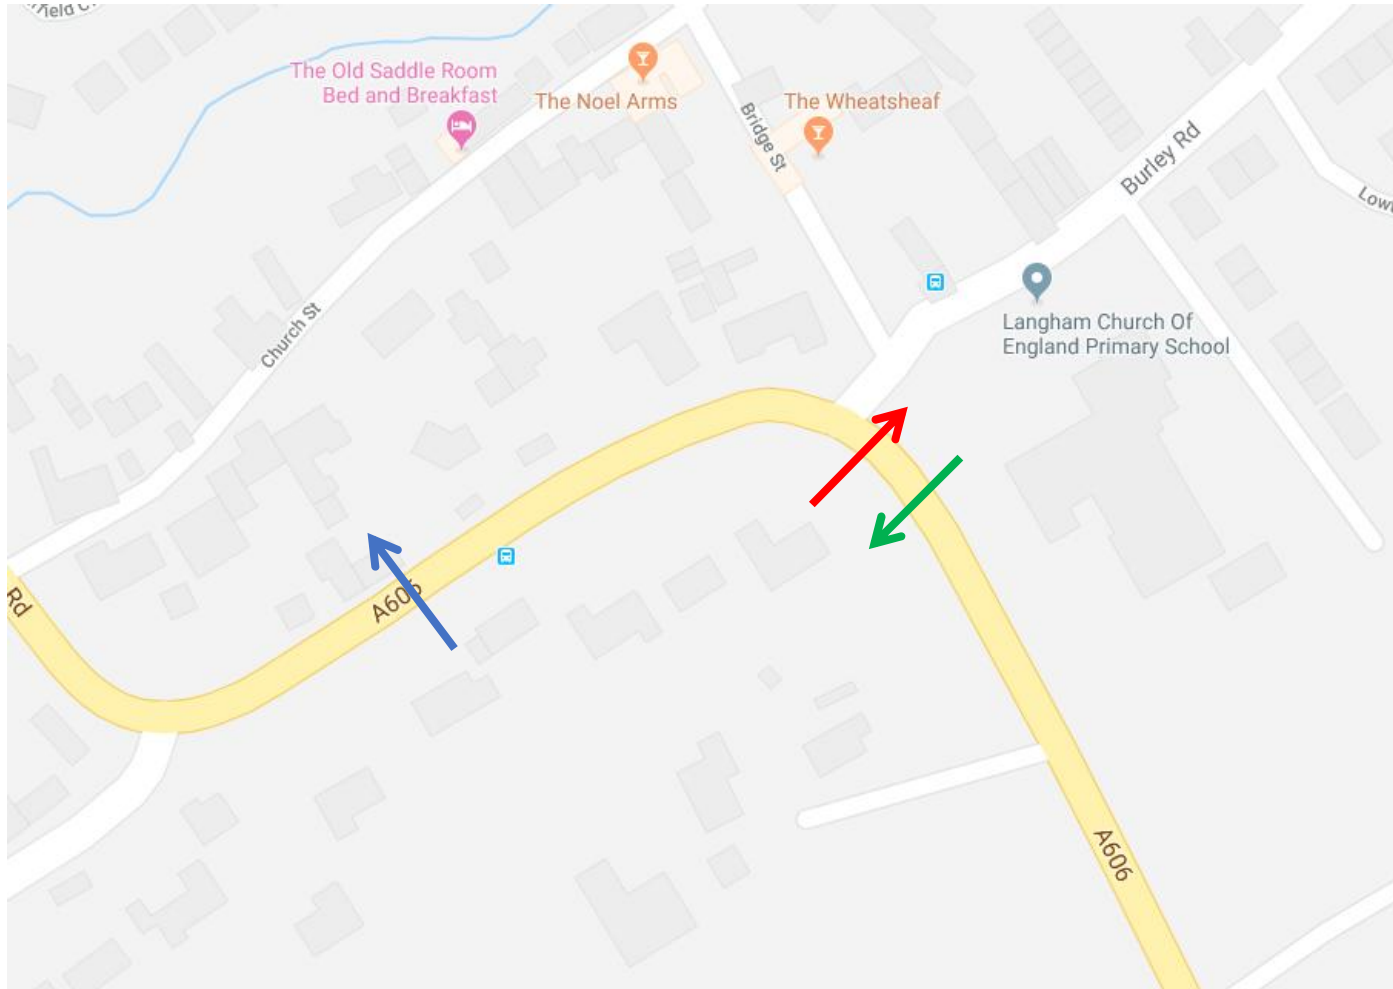 The Old Saddle Room
Bed and Breakfast
The Noel Arms
The Wheatsheaf
Bridge St
Burley Rd
Langham Church Of
England Primary School
Church St
Rd
A606
A606